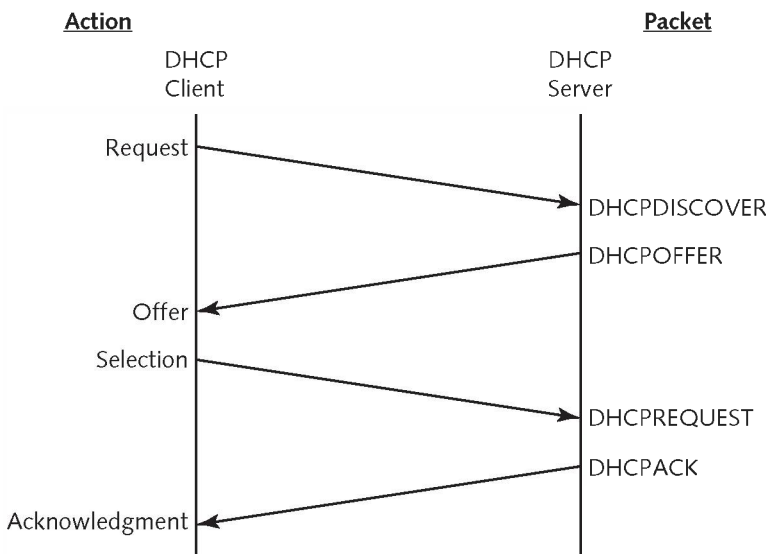 Action
Packet
DHCP
Client
DHCP
Server
Request
DHCPDISCOVER
DHCPOFFER
Offer
Selection
DHCPREQUEST
DHCPACK
Acknowledgment